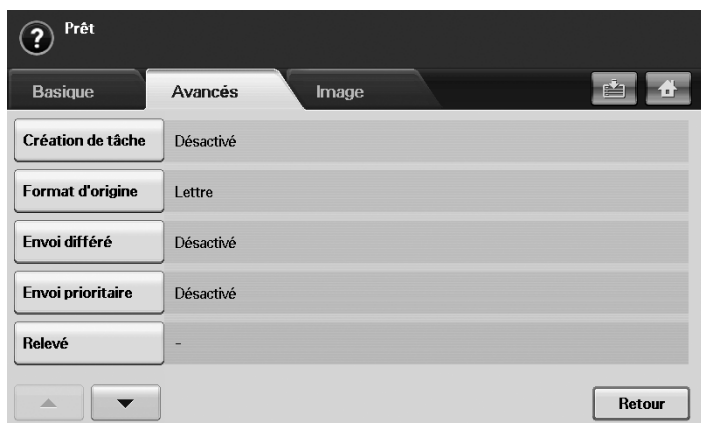 Prêt
Basique Avancés Image
Création de tâche Désactivé
Format d'origine Lettre
Envoi différé Désactivé
Envoi prioritaire Désactivé
Relevé -
Retour